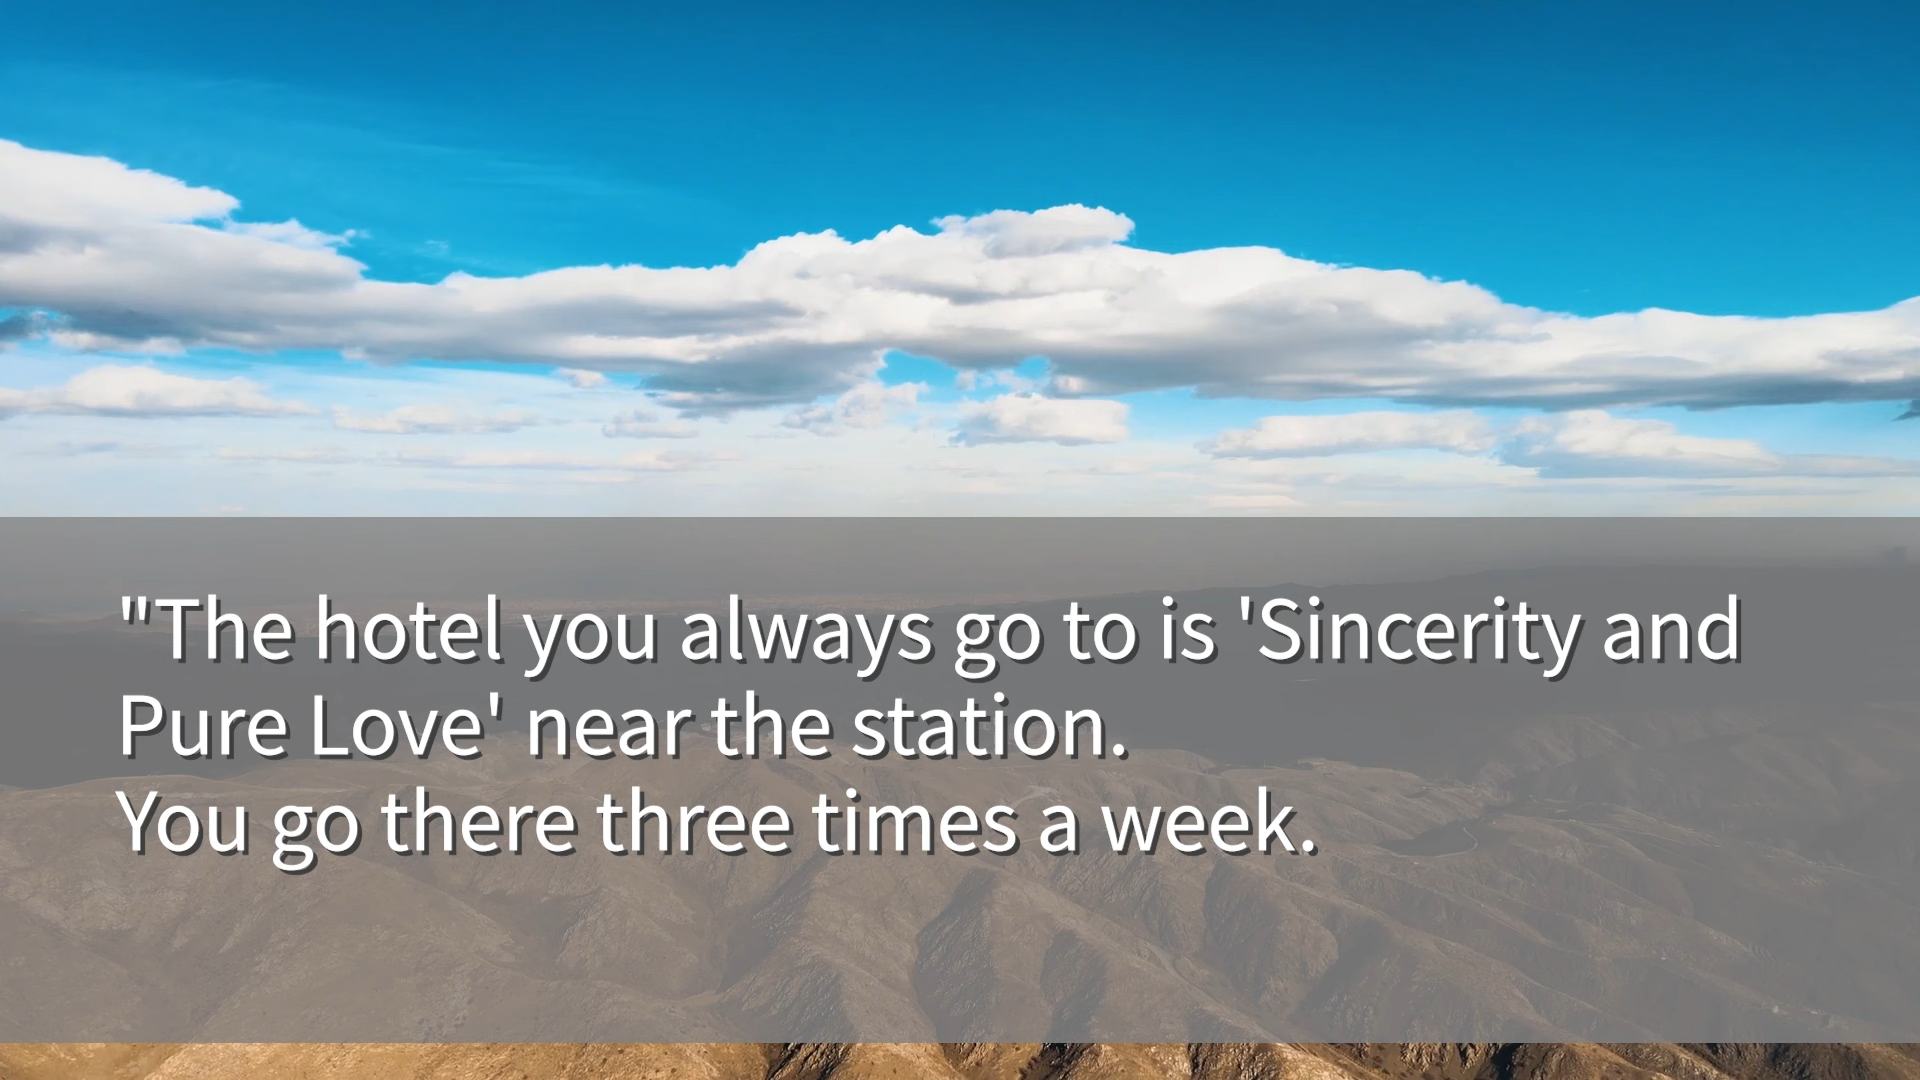 "The hotel you always go to is 'Sincerity and
Pure Love' near the station.
You go there three times a week.